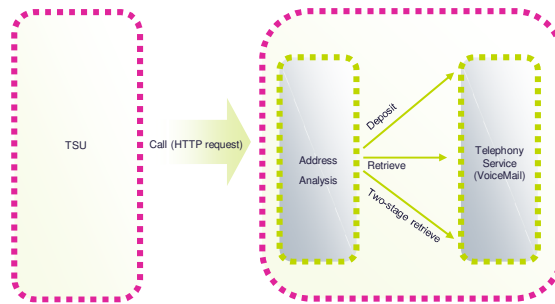 TSU
Call (HTTP request)
Address
Analysis
Deposit
Retrieve
Two-stage retrieve
Telephony
Service
(VoiceMail)